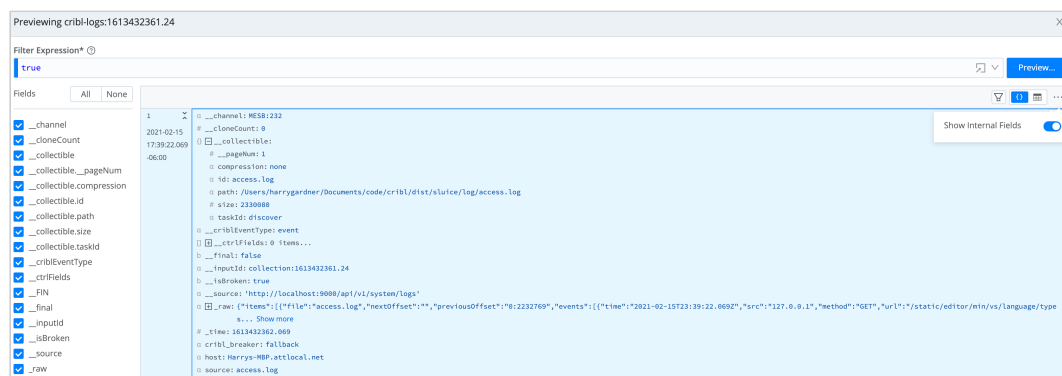 Previewing cribl-logs:1613432361.24
Filter Expression*
true
Preview...
Fields
All
None
__channel
__cloneCount
__collectible
__collectible.__pageNum
__collectible.compression
__collectible.id
__collectible.path
__collectible.size
__collectible.taskId
__criblEventType
__ctrlFields
__FIN
__final
__inputId
__isBroken
__source
_raw
1
2021-02-15
17:39:22.069
-06:00
Show Internal Fields
α __channel: MESB:232
# __cloneCount: 0
{} __collectible:
# __pageNum: 1
α compression: none
α id: access.log
α path: /Users/harrygardner/Documents/code/cribl/dist/sluice/log/access.log
# size: 2330080
α taskId: discover
α __criblEventType: event
[] __ctrlFields: 0 items...
b __final: false
α __inputId: collection:1613432361.24
b __isBroken: true
α __source: 'http://localhost:9000/api/v1/system/logs'
α _raw: {"items":[{"file":"access.log","nextOffset":"","previousOffset":"0:2232769","events":[{"time":"2021-02-15T23:39:22.069Z","src":"127.0.0.1","method":"GET","url":"/static/editor/min/vs/language/type
s... Show more
# _time: 1613432362.069
α cribl_breaker: fallback
α host: Harrys-MBP.attlocal.net
α source: access.log